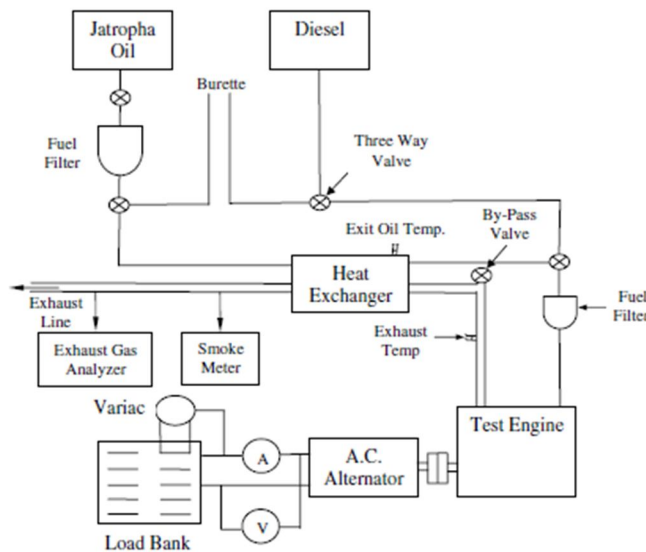 Jatropha
Oil
Diesel
Burette
Fuel
Filter
Three Way
Valve
By-Pass
Valve
Exit Oil Temp.
Heat
Exchanger
Exhaust
Line
Fuel
Filter
Exhaust
Temp
Exhaust Gas
Analyzer
Smoke
Meter
Variac
Test Engine
A
A.C.
Alternator
V
Load Bank